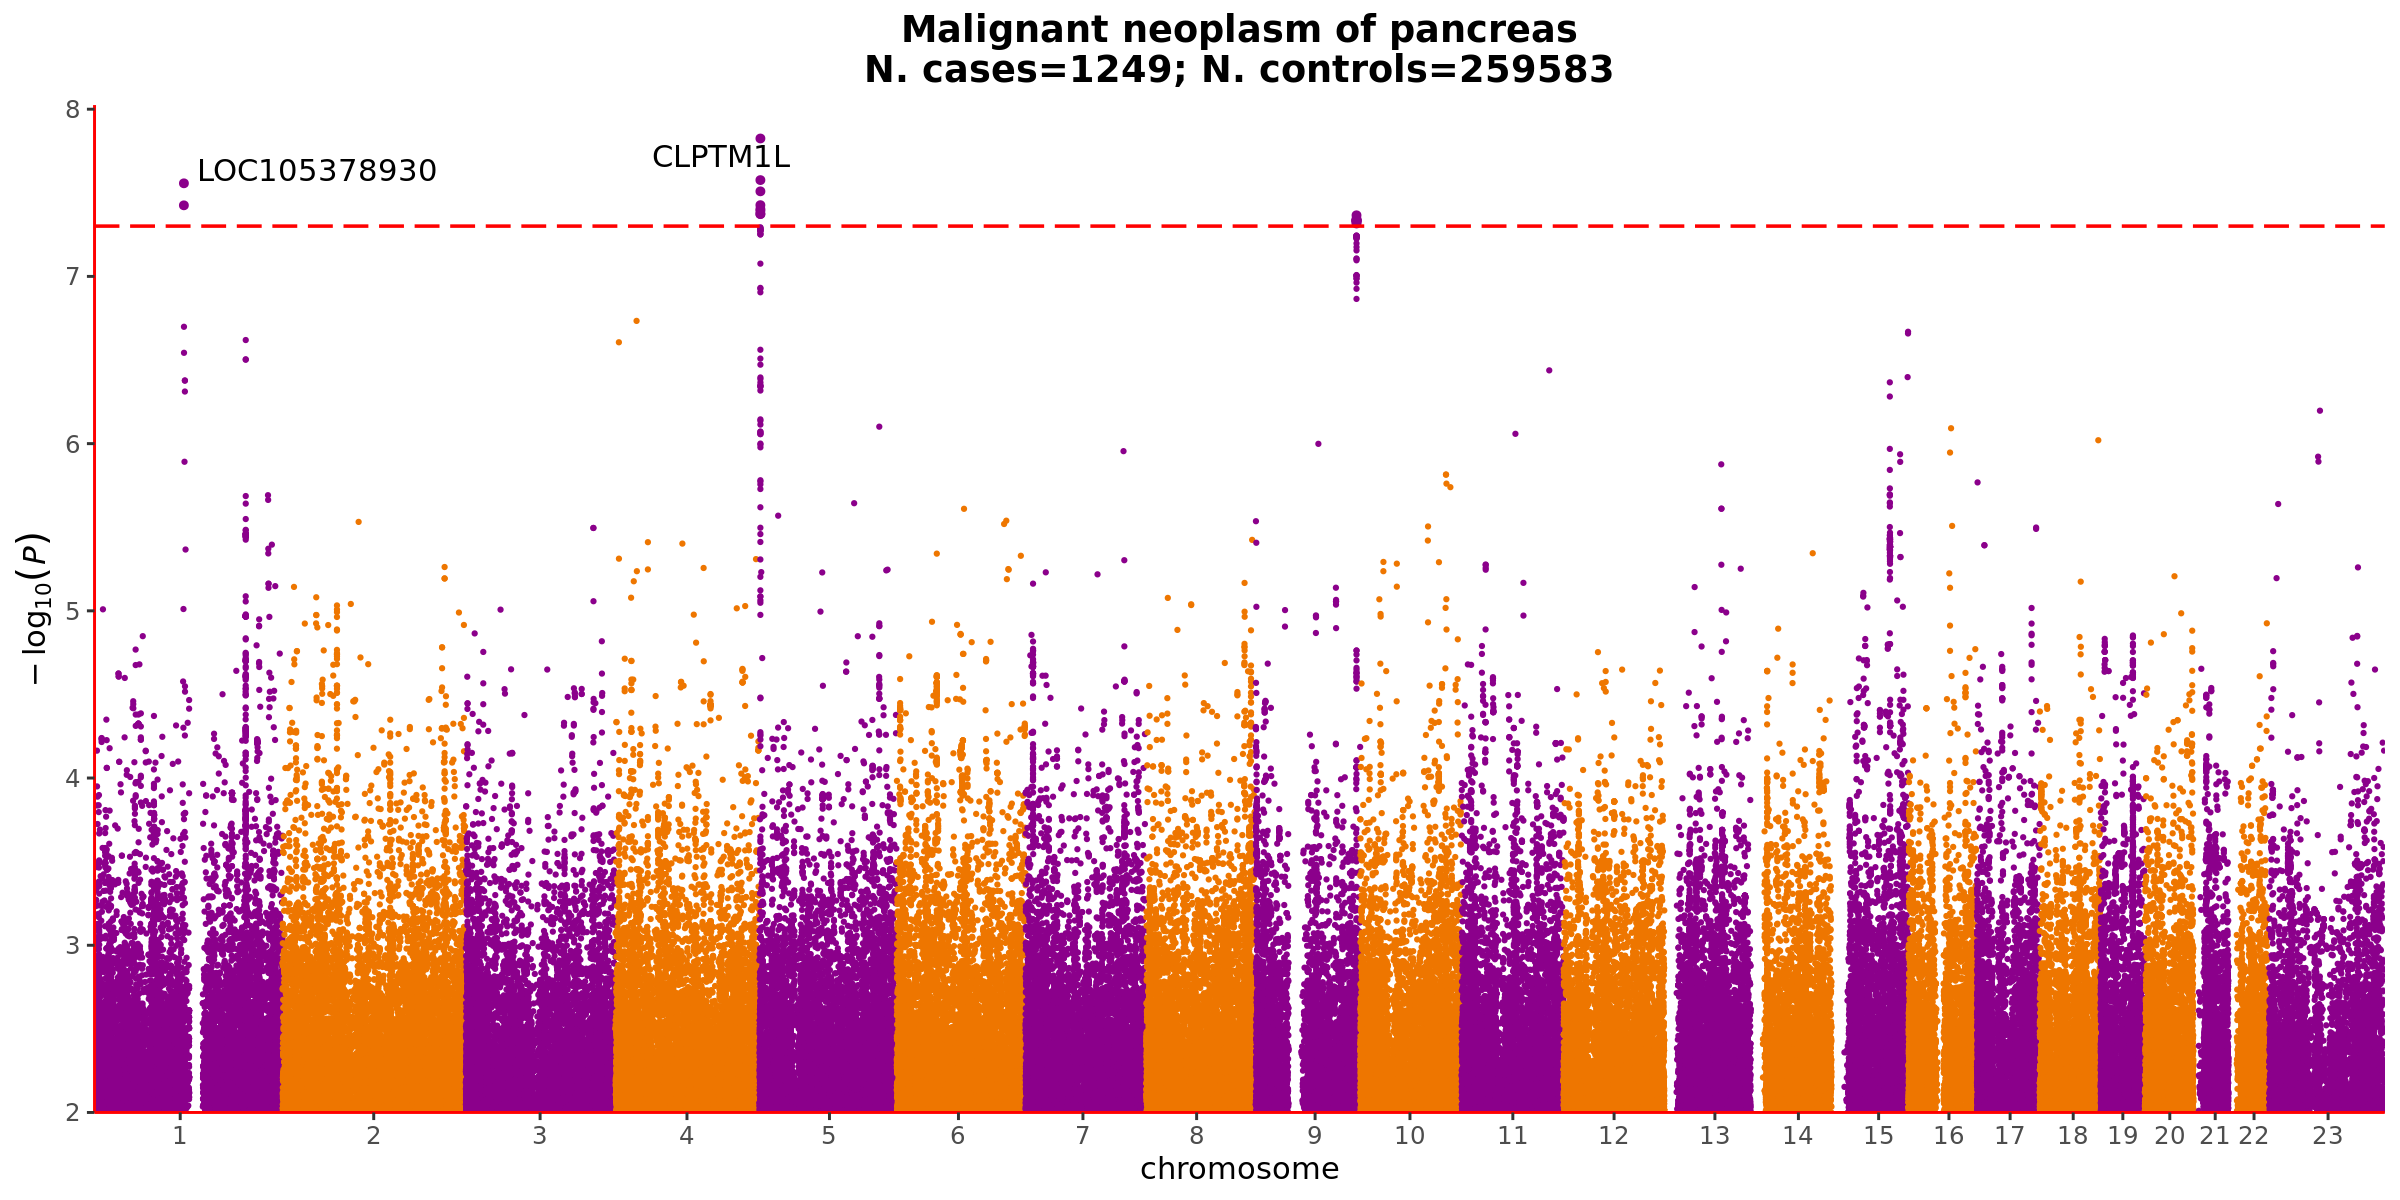 Malignant neoplasm of pancreas
N. cases=1249; N. controls=259583
8
7
6
5
4
3
2
− log10(P)
LOC105378930
CLPTM1L
1 2 3 4 5 6 7 8 9 10 11 12 13 14 15 16 17 18 19 20 21 22 23
chromosome